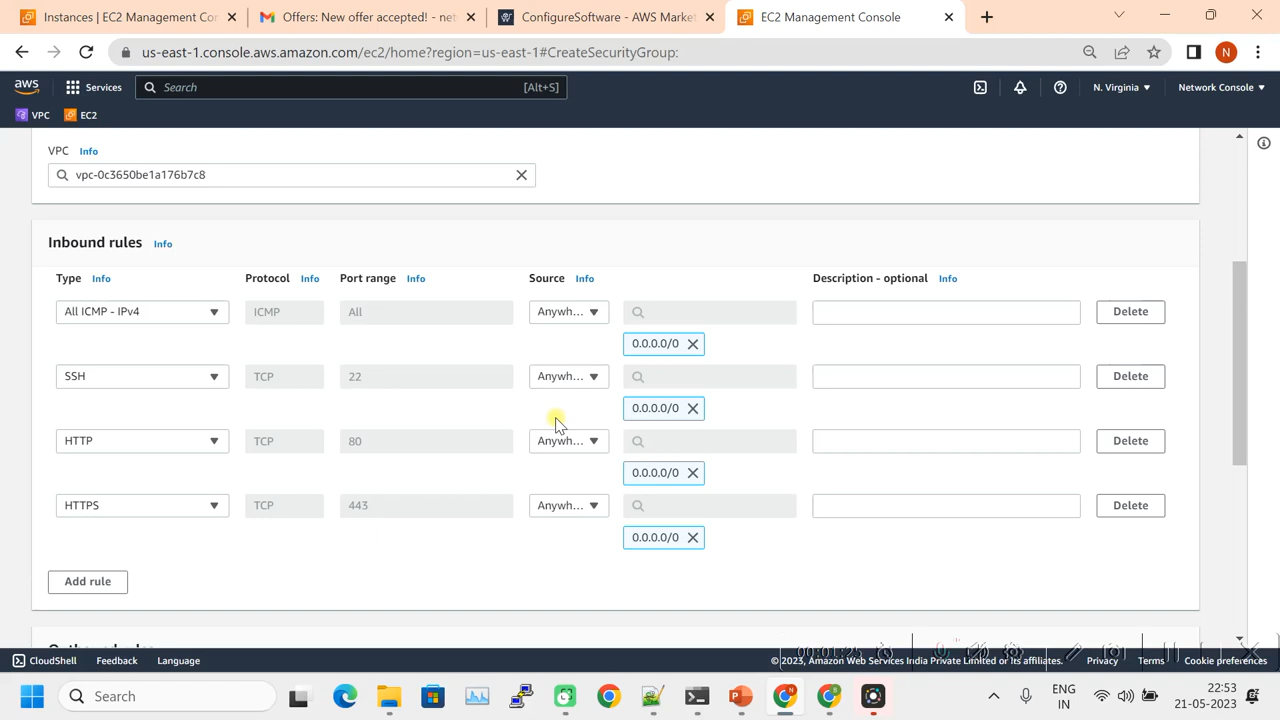 Instances | EC2 Management Co
Offers: New offer accepted! - net
ConfigureSoftware - AWS Market
EC2 Management Console
us-east-1.console.aws.amazon.com/ec2/home?region=us-east-1#CreateSecurityGroup:
N
aws
Services
Search
[Alt+S]
N. Virginia
Network Console
VPC
EC2
VPC Info
vpc-0c3650be1a176b7c8
Inbound rules Info
Type Info Protocol Info Port range Info Source Info Description - optional Info
All ICMP - IPv4 ICMP All Anywh... Delete
0.0.0.0/0
SSH TCP 22 Anywh... Delete
0.0.0.0/0
HTTP TCP 80 Anywh... Delete
0.0.0.0/0
HTTPS TCP 443 Anywh... Delete
0.0.0.0/0
Add rule
00:01:25
CloudShell Feedback Language © 2023, Amazon Web Services India Private Limited or its affiliates. Privacy Terms Cookie preferences
Search
ENG
IN
22:53
21-05-2023